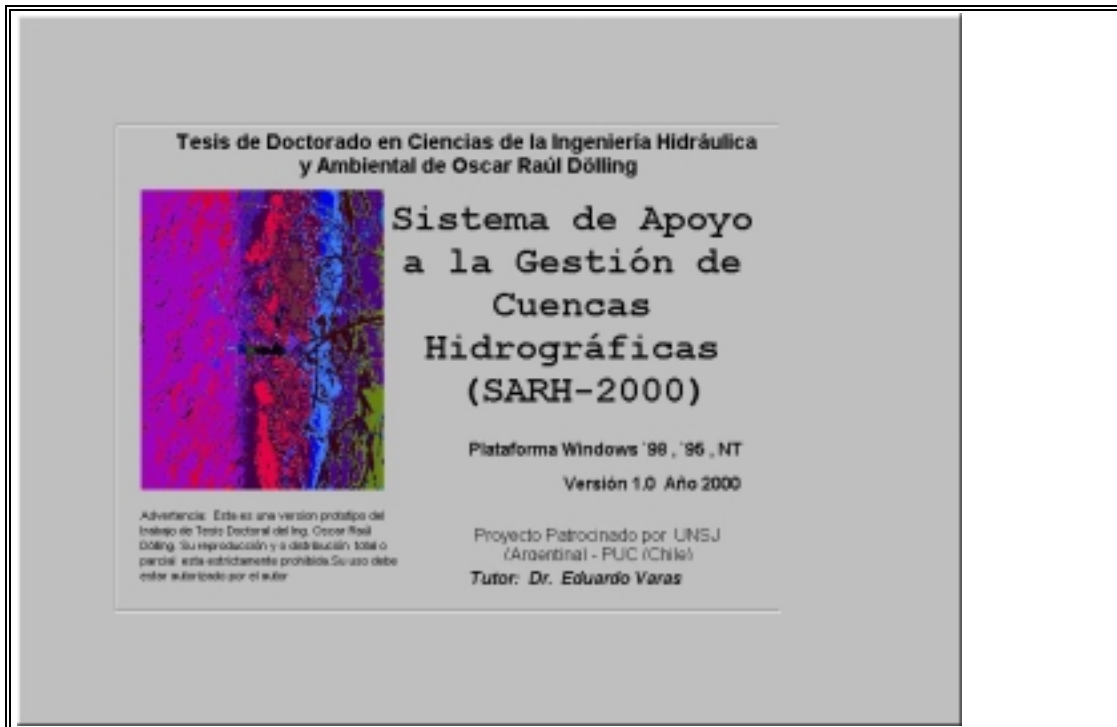 Tesis de Doctorado en Ciencias de la Ingeniería Hidráulica
y Ambiental de Oscar Raúl Dölling
Sistema de Apoyo
a la Gestión de
Cuencas
Hidrográficas
(SARH-2000)
Plataforma Windows ´98 , ´95 , NT
Versión 1.0 Año 2000
Advertencia: Este es una version prototipo del
trabajo de Tesis Doctoral del Ing. Oscar Raúl
Dölling. Su reproducción y o distribución total o
parcial esta estrictamente prohibida.Su uso debe
estar autorizado por el autor
Proyecto Patrocinado por UNSJ
(Argentina) - PUC (Chile)
Tutor: Dr. Eduardo Varas